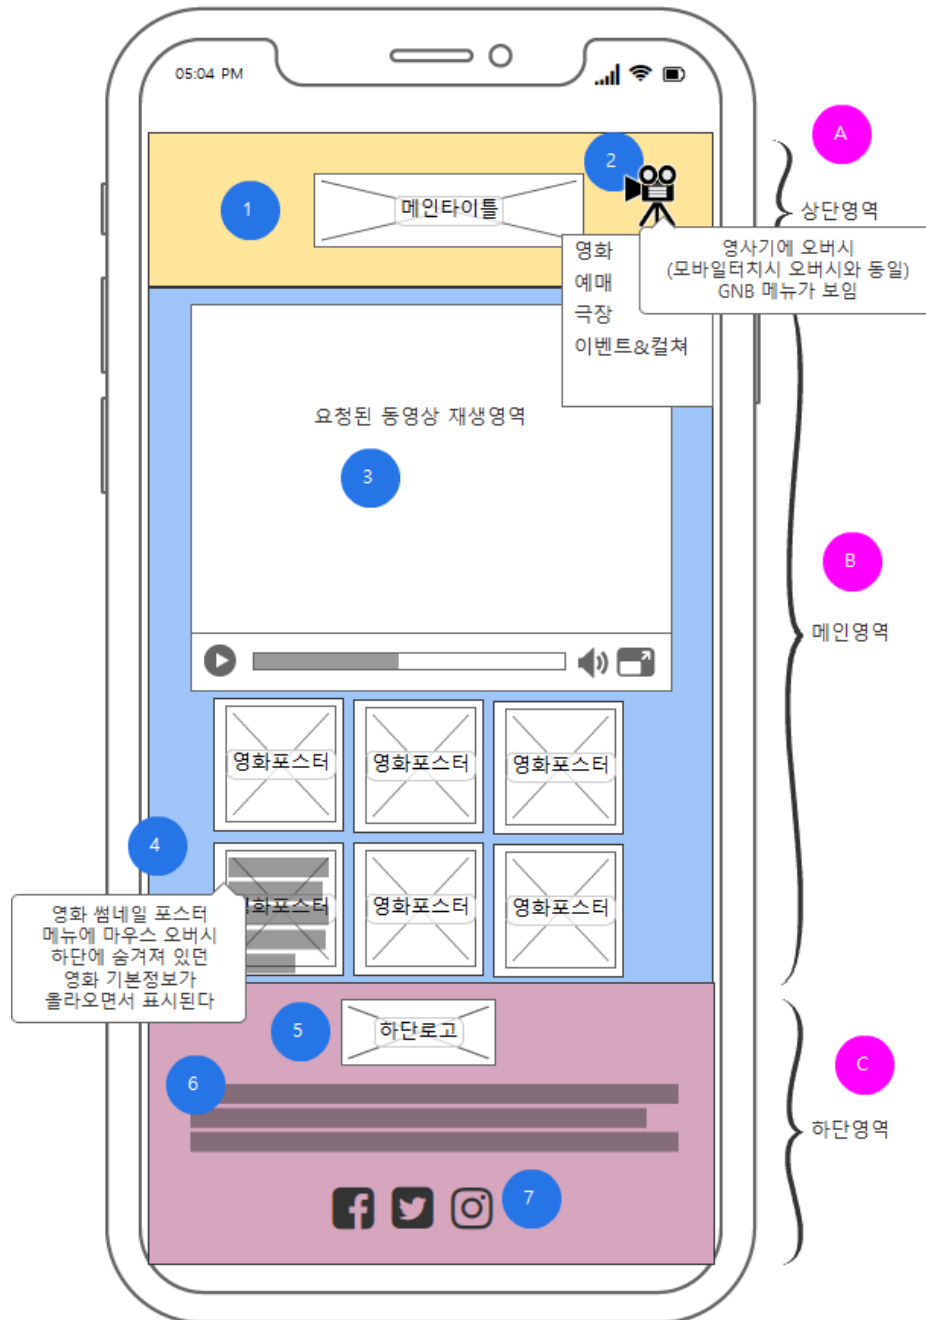 05:04 PM
A
2
1
메인타이틀
상단영역
영사기에 오버시
(모바일터치시 오버시와 동일)
GNB 메뉴가 보임
영화
예매
극장
이벤트&컬쳐
요청된 동영상 재생영역
3
B
메인영역
영화포스터
영화포스터
영화포스터
4
영화 썸네일 포스터
메뉴에 마우스 오버시
하단에 숨겨져 있던
영화 기본정보가
올라오면서 표시된다
영화포스터
영화포스터
영화포스터
5
하단로고
C
6
하단영역
7